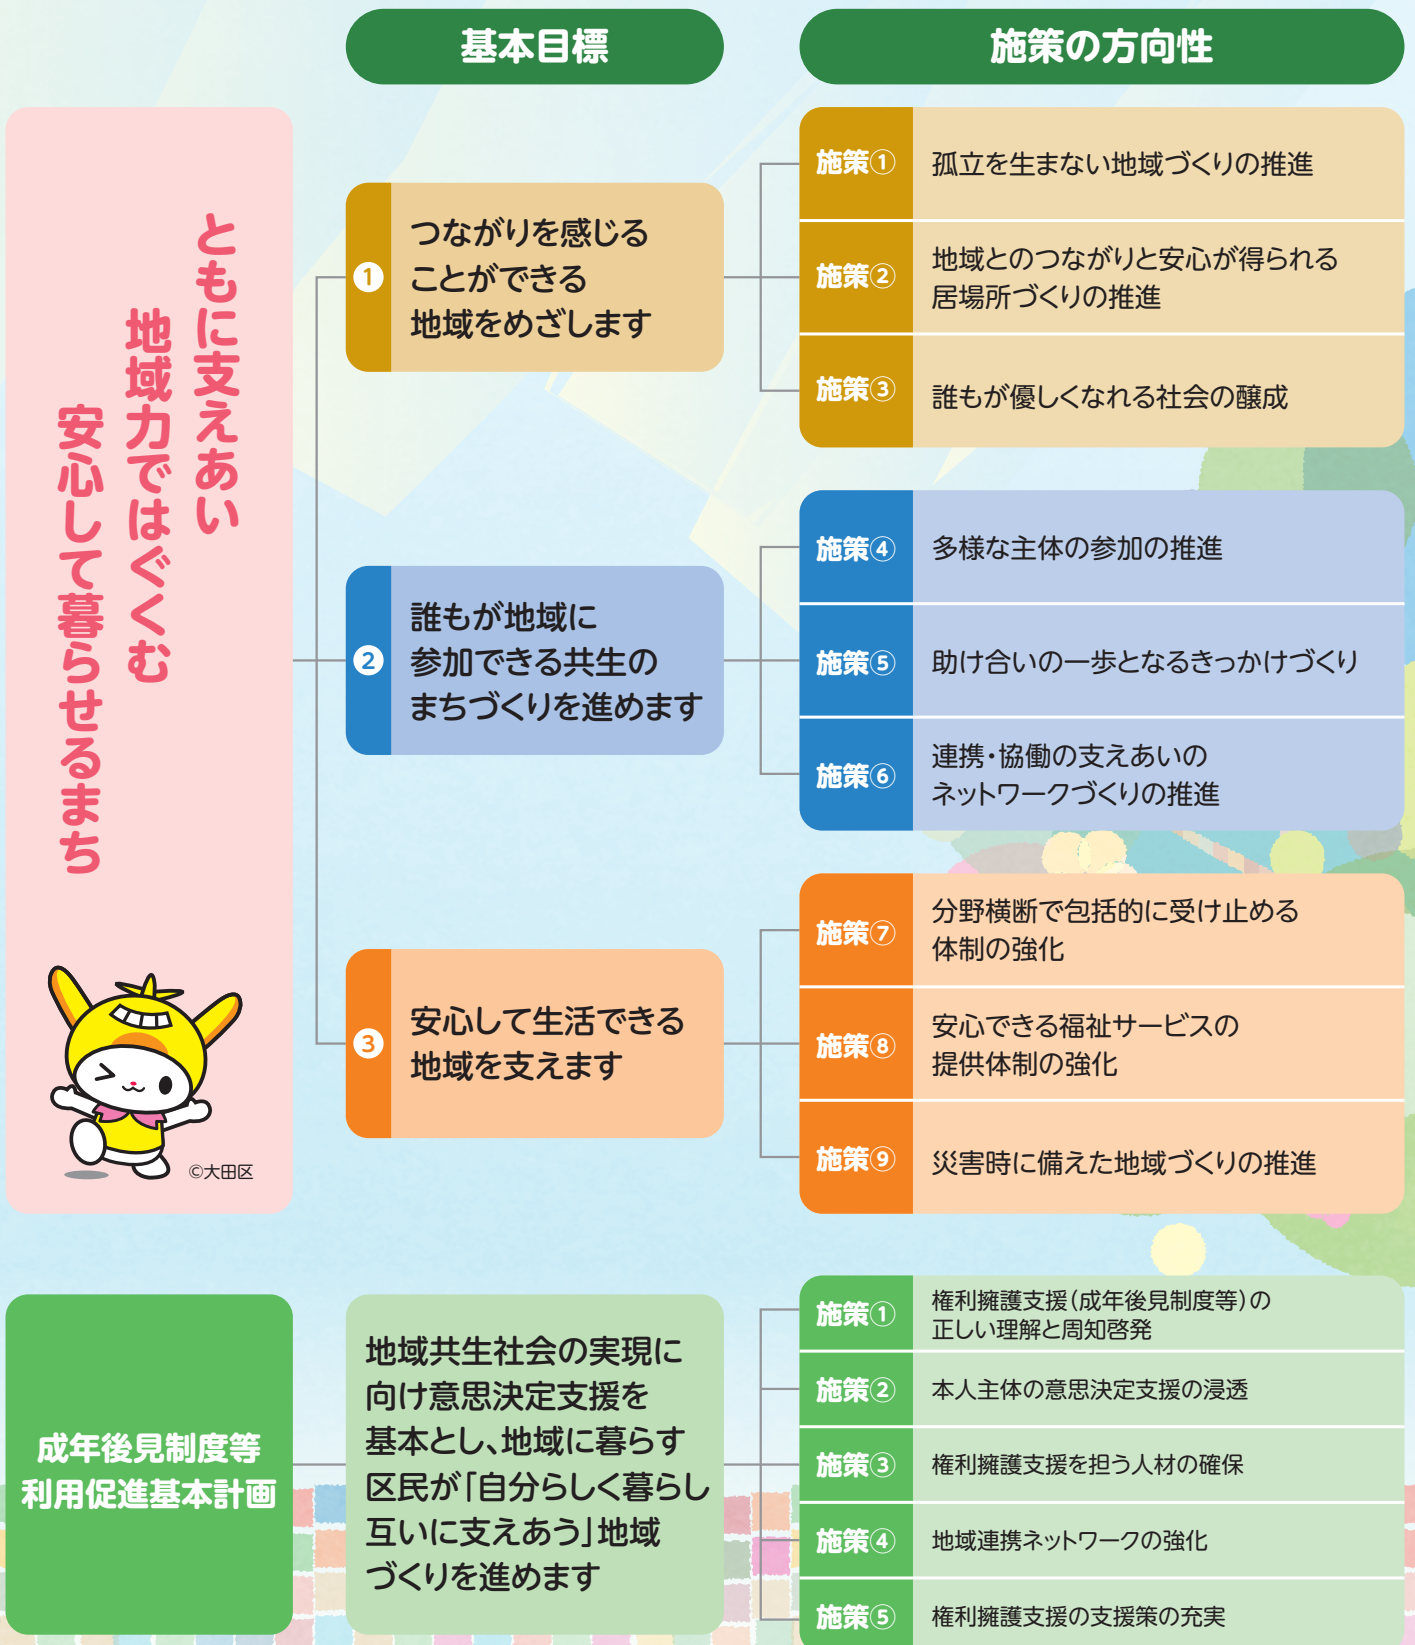 基本目標
施策の方向性
ともに支えあい
地域力ではぐくむ
安心して暮らせるまち
©大田区
1
つながりを感じる
ことができる
地域をめざします
施策①
孤立を生まない地域づくりの推進
施策②
地域とのつながりと安心が得られる
居場所づくりの推進
施策③
誰もが優しくなれる社会の醸成
2
誰もが地域に
参加できる共生の
まちづくりを進めます
施策④
多様な主体の参加の推進
施策⑤
助け合いの一歩となるきっかけづくり
施策⑥
連携・協働の支えあいの
ネットワークづくりの推進
3
安心して生活できる
地域を支えます
施策⑦
分野横断で包括的に受け止める
体制の強化
施策⑧
安心できる福祉サービスの
提供体制の強化
施策⑨
災害時に備えた地域づくりの推進
成年後見制度等
利用促進基本計画
地域共生社会の実現に
向け意思決定支援を
基本とし、地域に暮らす
区民が「自分らしく暮らし
互いに支えあう」地域
づくりを進めます
施策①
権利擁護支援（成年後見制度等）の
正しい理解と周知啓発
施策②
本人主体の意思決定支援の浸透
施策③
権利擁護支援を担う人材の確保
施策④
地域連携ネットワークの強化
施策⑤
権利擁護支援の支援策の充実